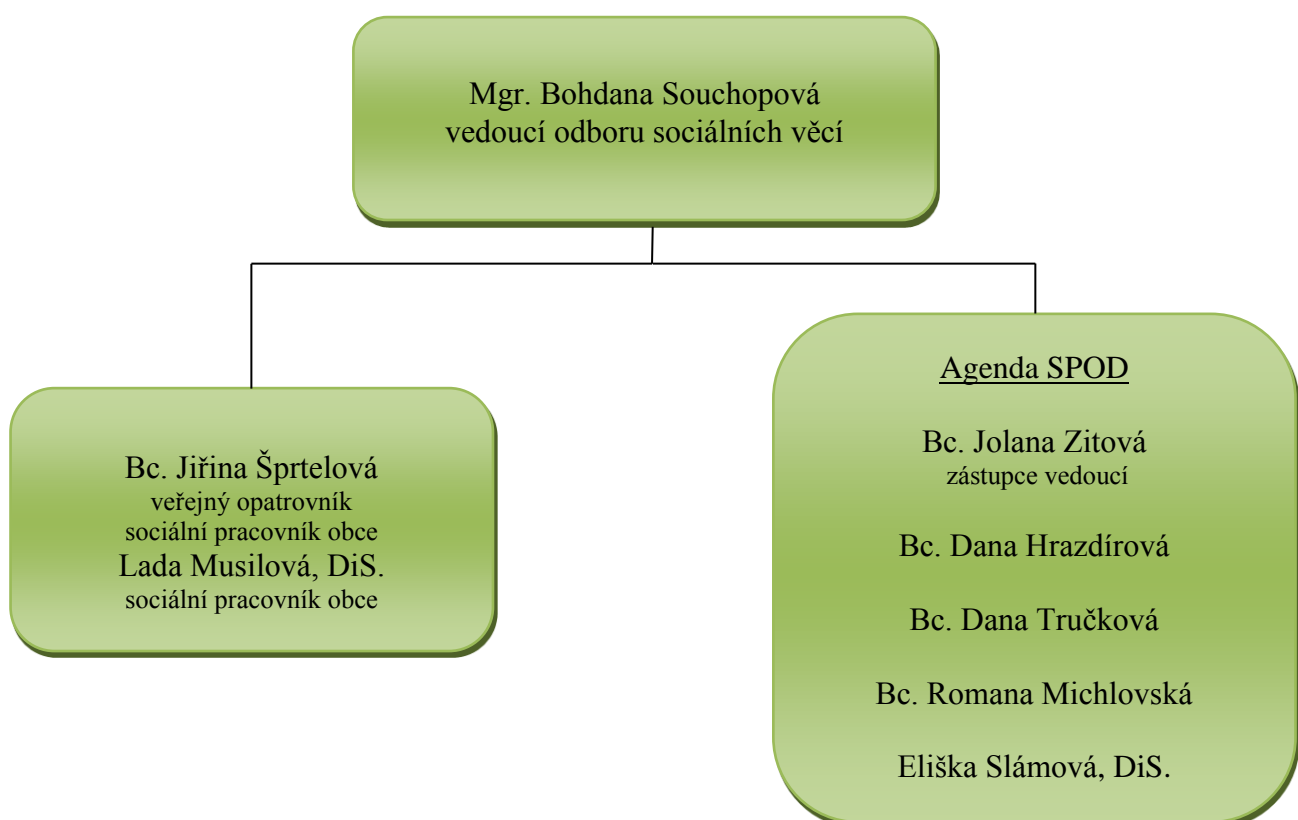 Mgr. Bohdana Souchopová
vedoucí odboru sociálních věcí
Bc. Jiřina Šprtelová
veřejný opatrovník
sociální pracovník obce
Lada Musilová, DiS.
sociální pracovník obce
Agenda SPOD
Bc. Jolana Zitová
zástupce vedoucí
Bc. Dana Hrazdírová
Bc. Dana Tručková
Bc. Romana Michlovská
Eliška Slámová, DiS.